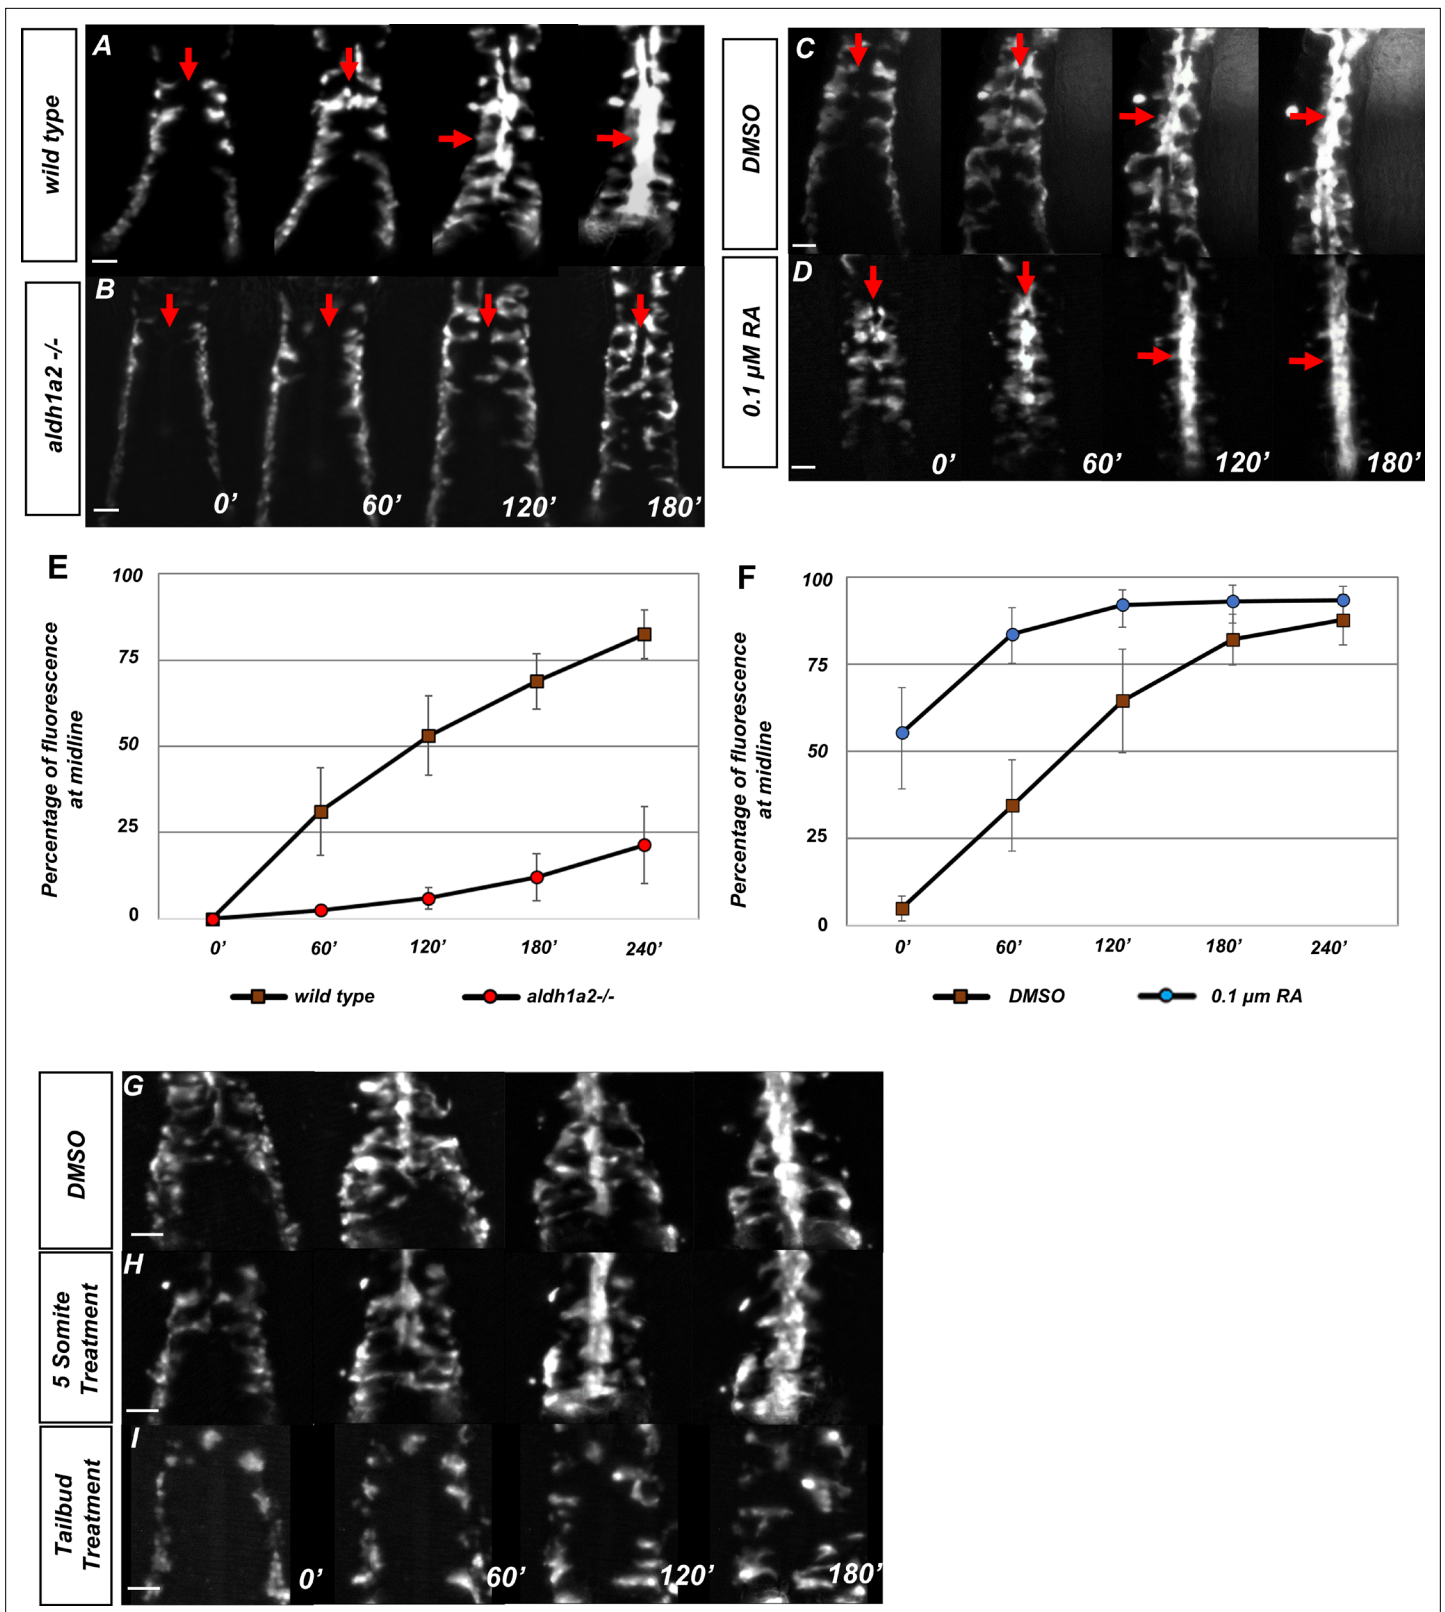 A
wild type
B
aldh1a2 -/-
0’
60’
120’
180’
C
DMSO
D
0.1 µM RA
0’
60’
120’
180’
E
Percentage of fluorescence
at midline
100
75
50
25
0
0’
60’
120’
180’
240’
wild type
aldh1a2-/-
F
Percentage of fluorescence
at midline
100
75
50
25
0
0’
60’
120’
180’
240’
DMSO
0.1 µm RA
G
DMSO
H
5 Somite
Treatment
I
Tailbud
Treatment
0’
60’
120’
180’